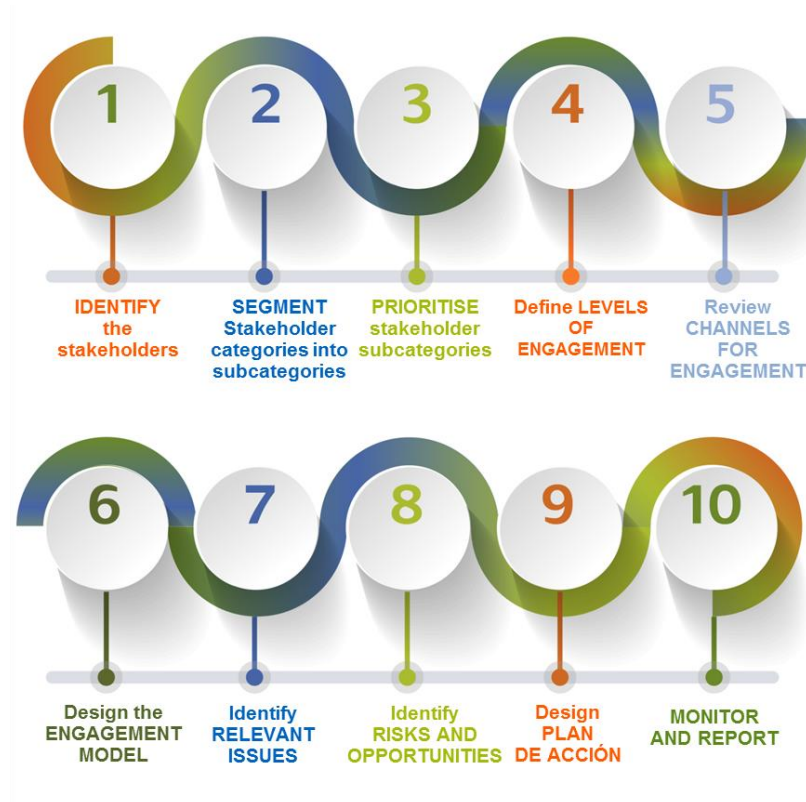 1
2
3
4
5
IDENTIFY
the
stakeholders
SEGMENT
Stakeholder
categories into
subcategories
PRIORITISE
stakeholder
subcategories
Define LEVELS
OF
ENGAGEMENT
Review
CHANNELS
FOR
ENGAGEMENT
6
7
8
9
10
Design the
ENGAGEMENT
MODEL
Identify
RELEVANT
ISSUES
Identify
RISKS AND
OPPORTUNITIES
Design
PLAN
DE ACCIÓN
MONITOR
AND REPORT